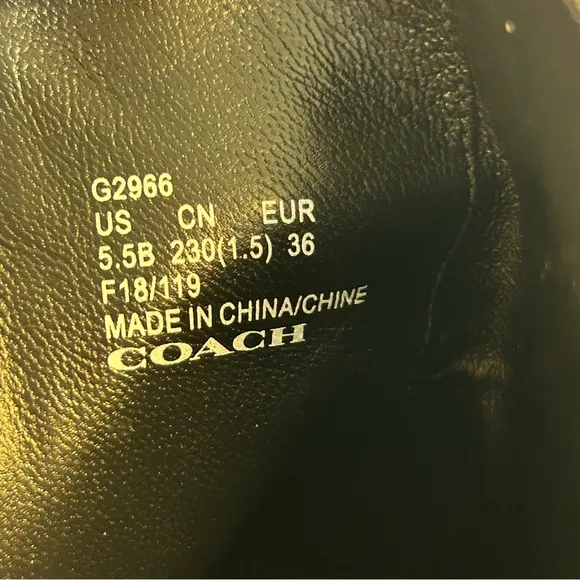 G2966
US CN EUR
5.5B 230(1.5) 36
F18/119
MADE IN CHINA/CHINE
COACH